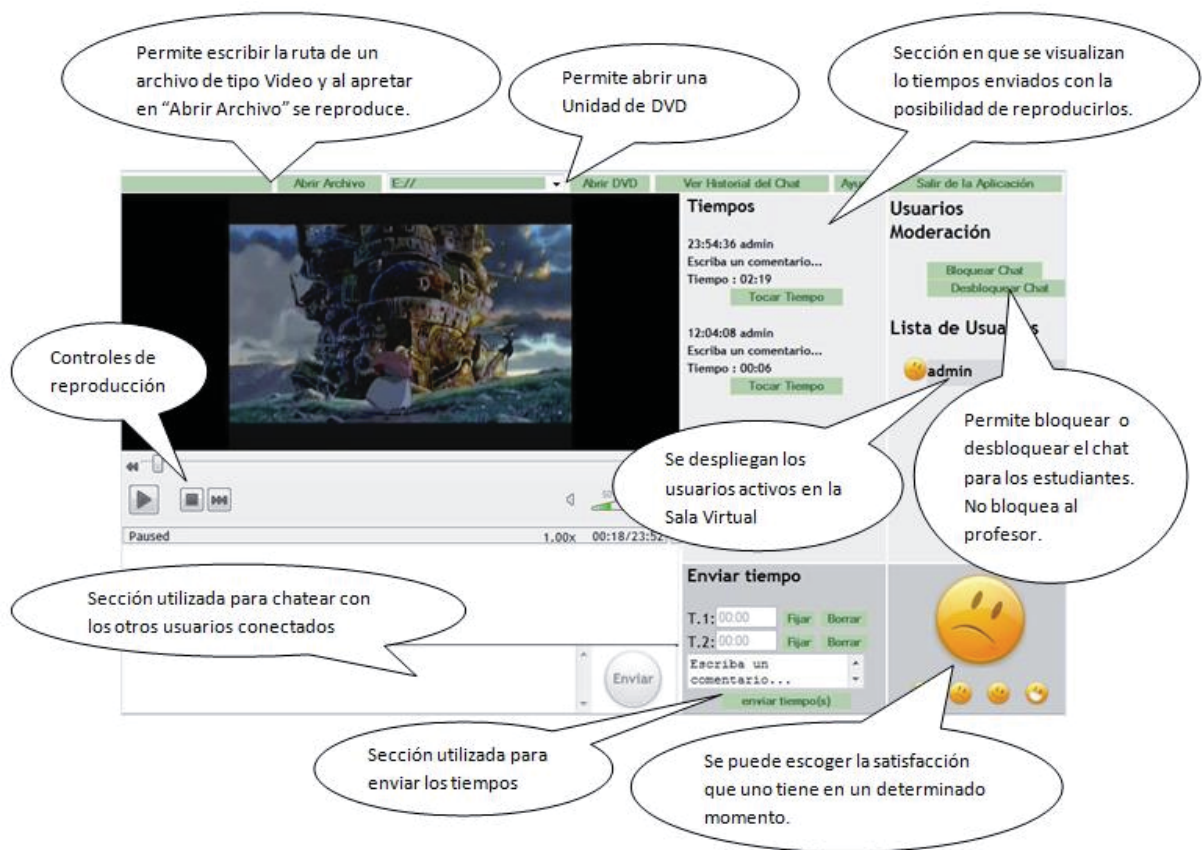 Permite escribir la ruta de un
archivo de tipo Video y al apretar
en “Abrir Archivo” se reproduce.
Permite abrir una
Unidad de DVD
Sección en que se visualizan
lo tiempos enviados con la
posibilidad de reproducirlos.
Abrir Archivo
E://
Abrir DVD
Ver Historial del Chat
Salir de la Aplicación
Tiempos
23:54:36 admin
Escriba un comentario...
Tiempo : 02:19
Tocar Tiempo
12:04:08 admin
Escriba un comentario...
Tiempo : 00:06
Tocar Tiempo
Usuarios
Moderación
Bloquear Chat
Desbloquear Chat
Lista de Usuarios
admin
Controles de
reproducción
Se despliegan los
usuarios activos en la
Sala Virtual
Permite bloquear o
desbloquear el chat
para los estudiantes.
No bloquea al
profesor.
Paused
1,00x 00:18/23:52
Sección utilizada para chatear con
los otros usuarios conectados
Enviar
Enviar tiempo
T.1: 00:00 Fijar Borrar
T.2: 00:00 Fijar Borrar
Escriba un
comentario...
enviar tiempo(s)
Sección utilizada para
enviar los tiempos
Se puede escoger la satisfacción
que uno tiene en un determinado
momento.